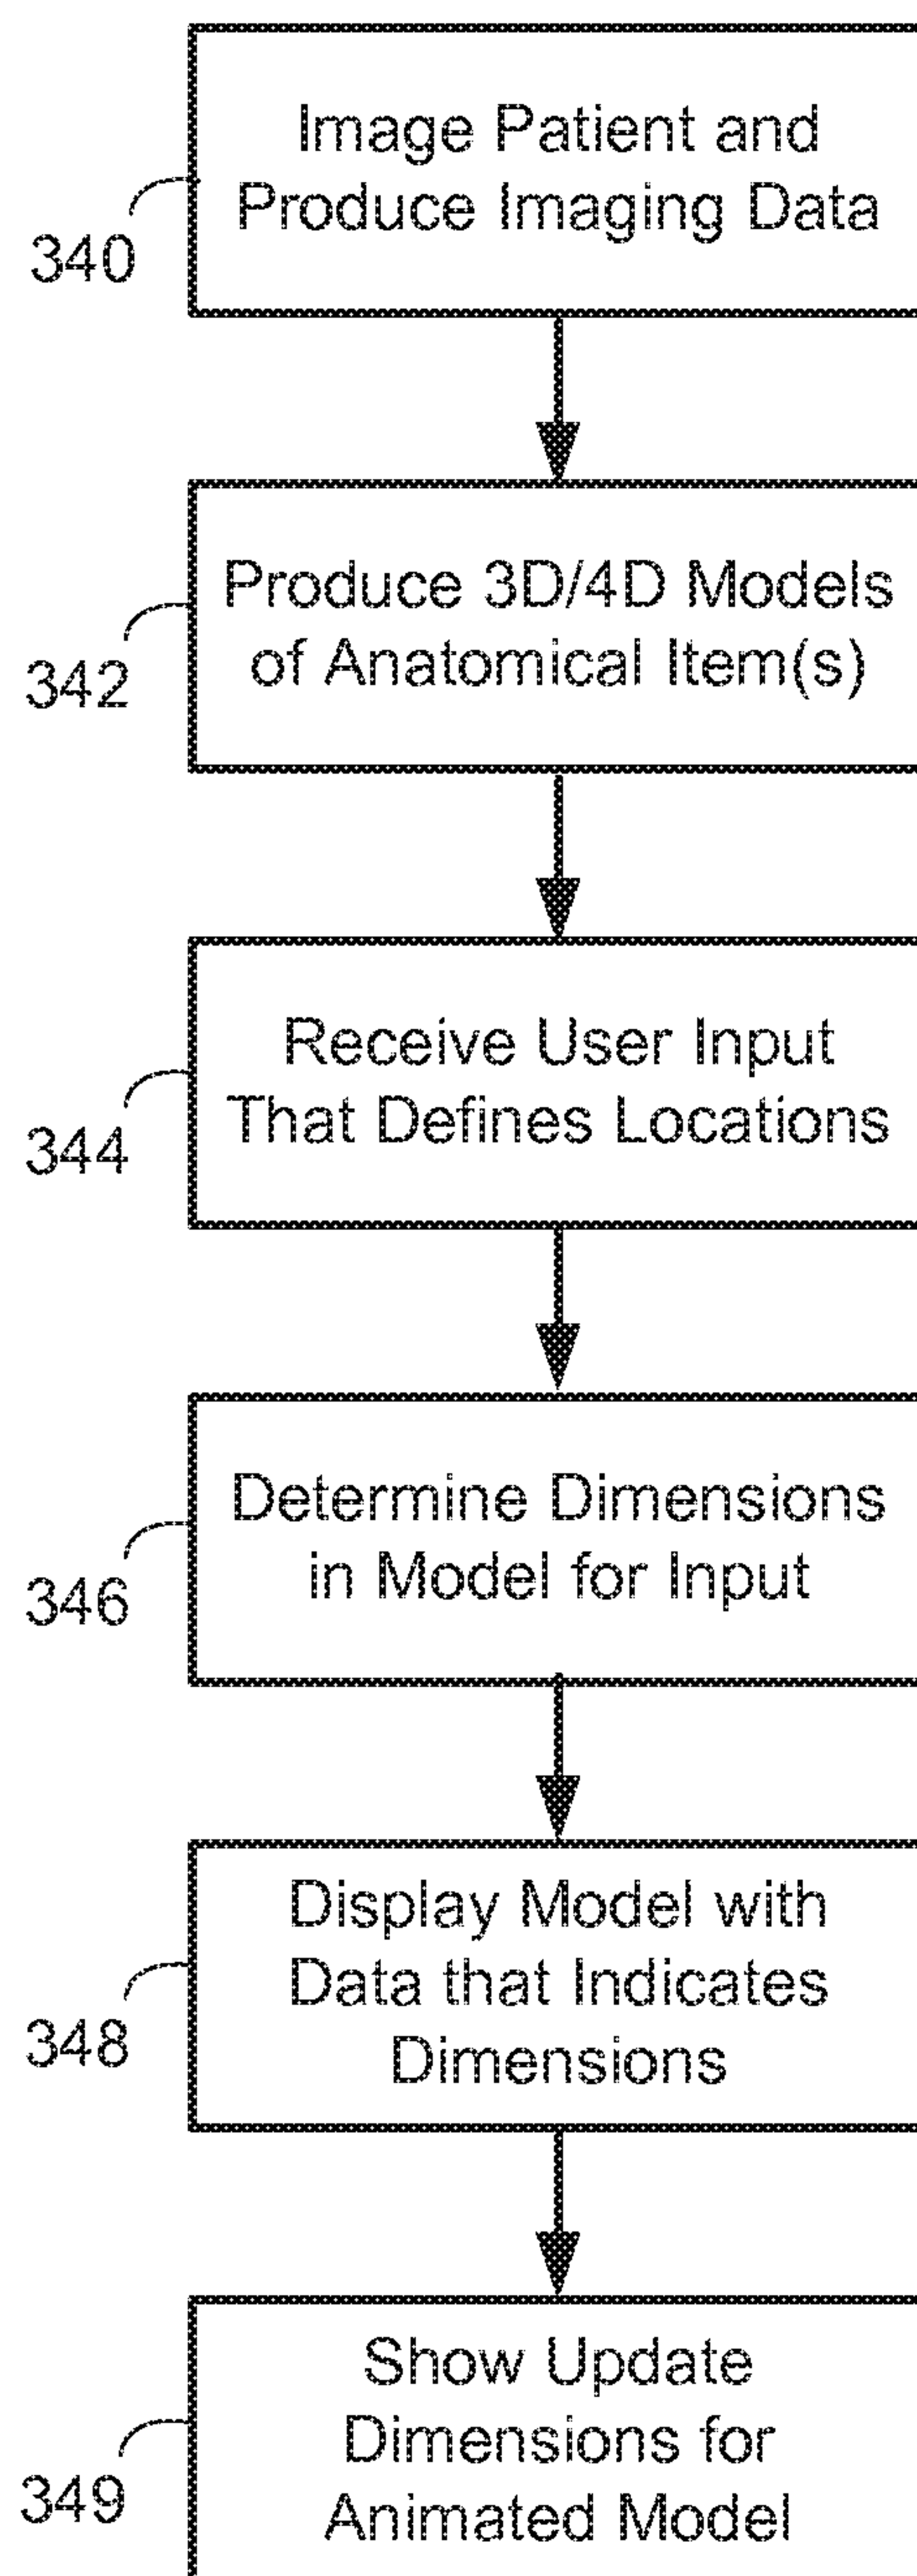 Image Patient and
Produce Imaging Data
340
Produce 3D/4D Models
of Anatomical Item(s)
342
Receive User Input
That Defines Locations
344
Determine Dimensions
in Model for Input
346
Display Model with
Data that Indicates
Dimensions
348
Show Update
Dimensions for
Animated Model
349